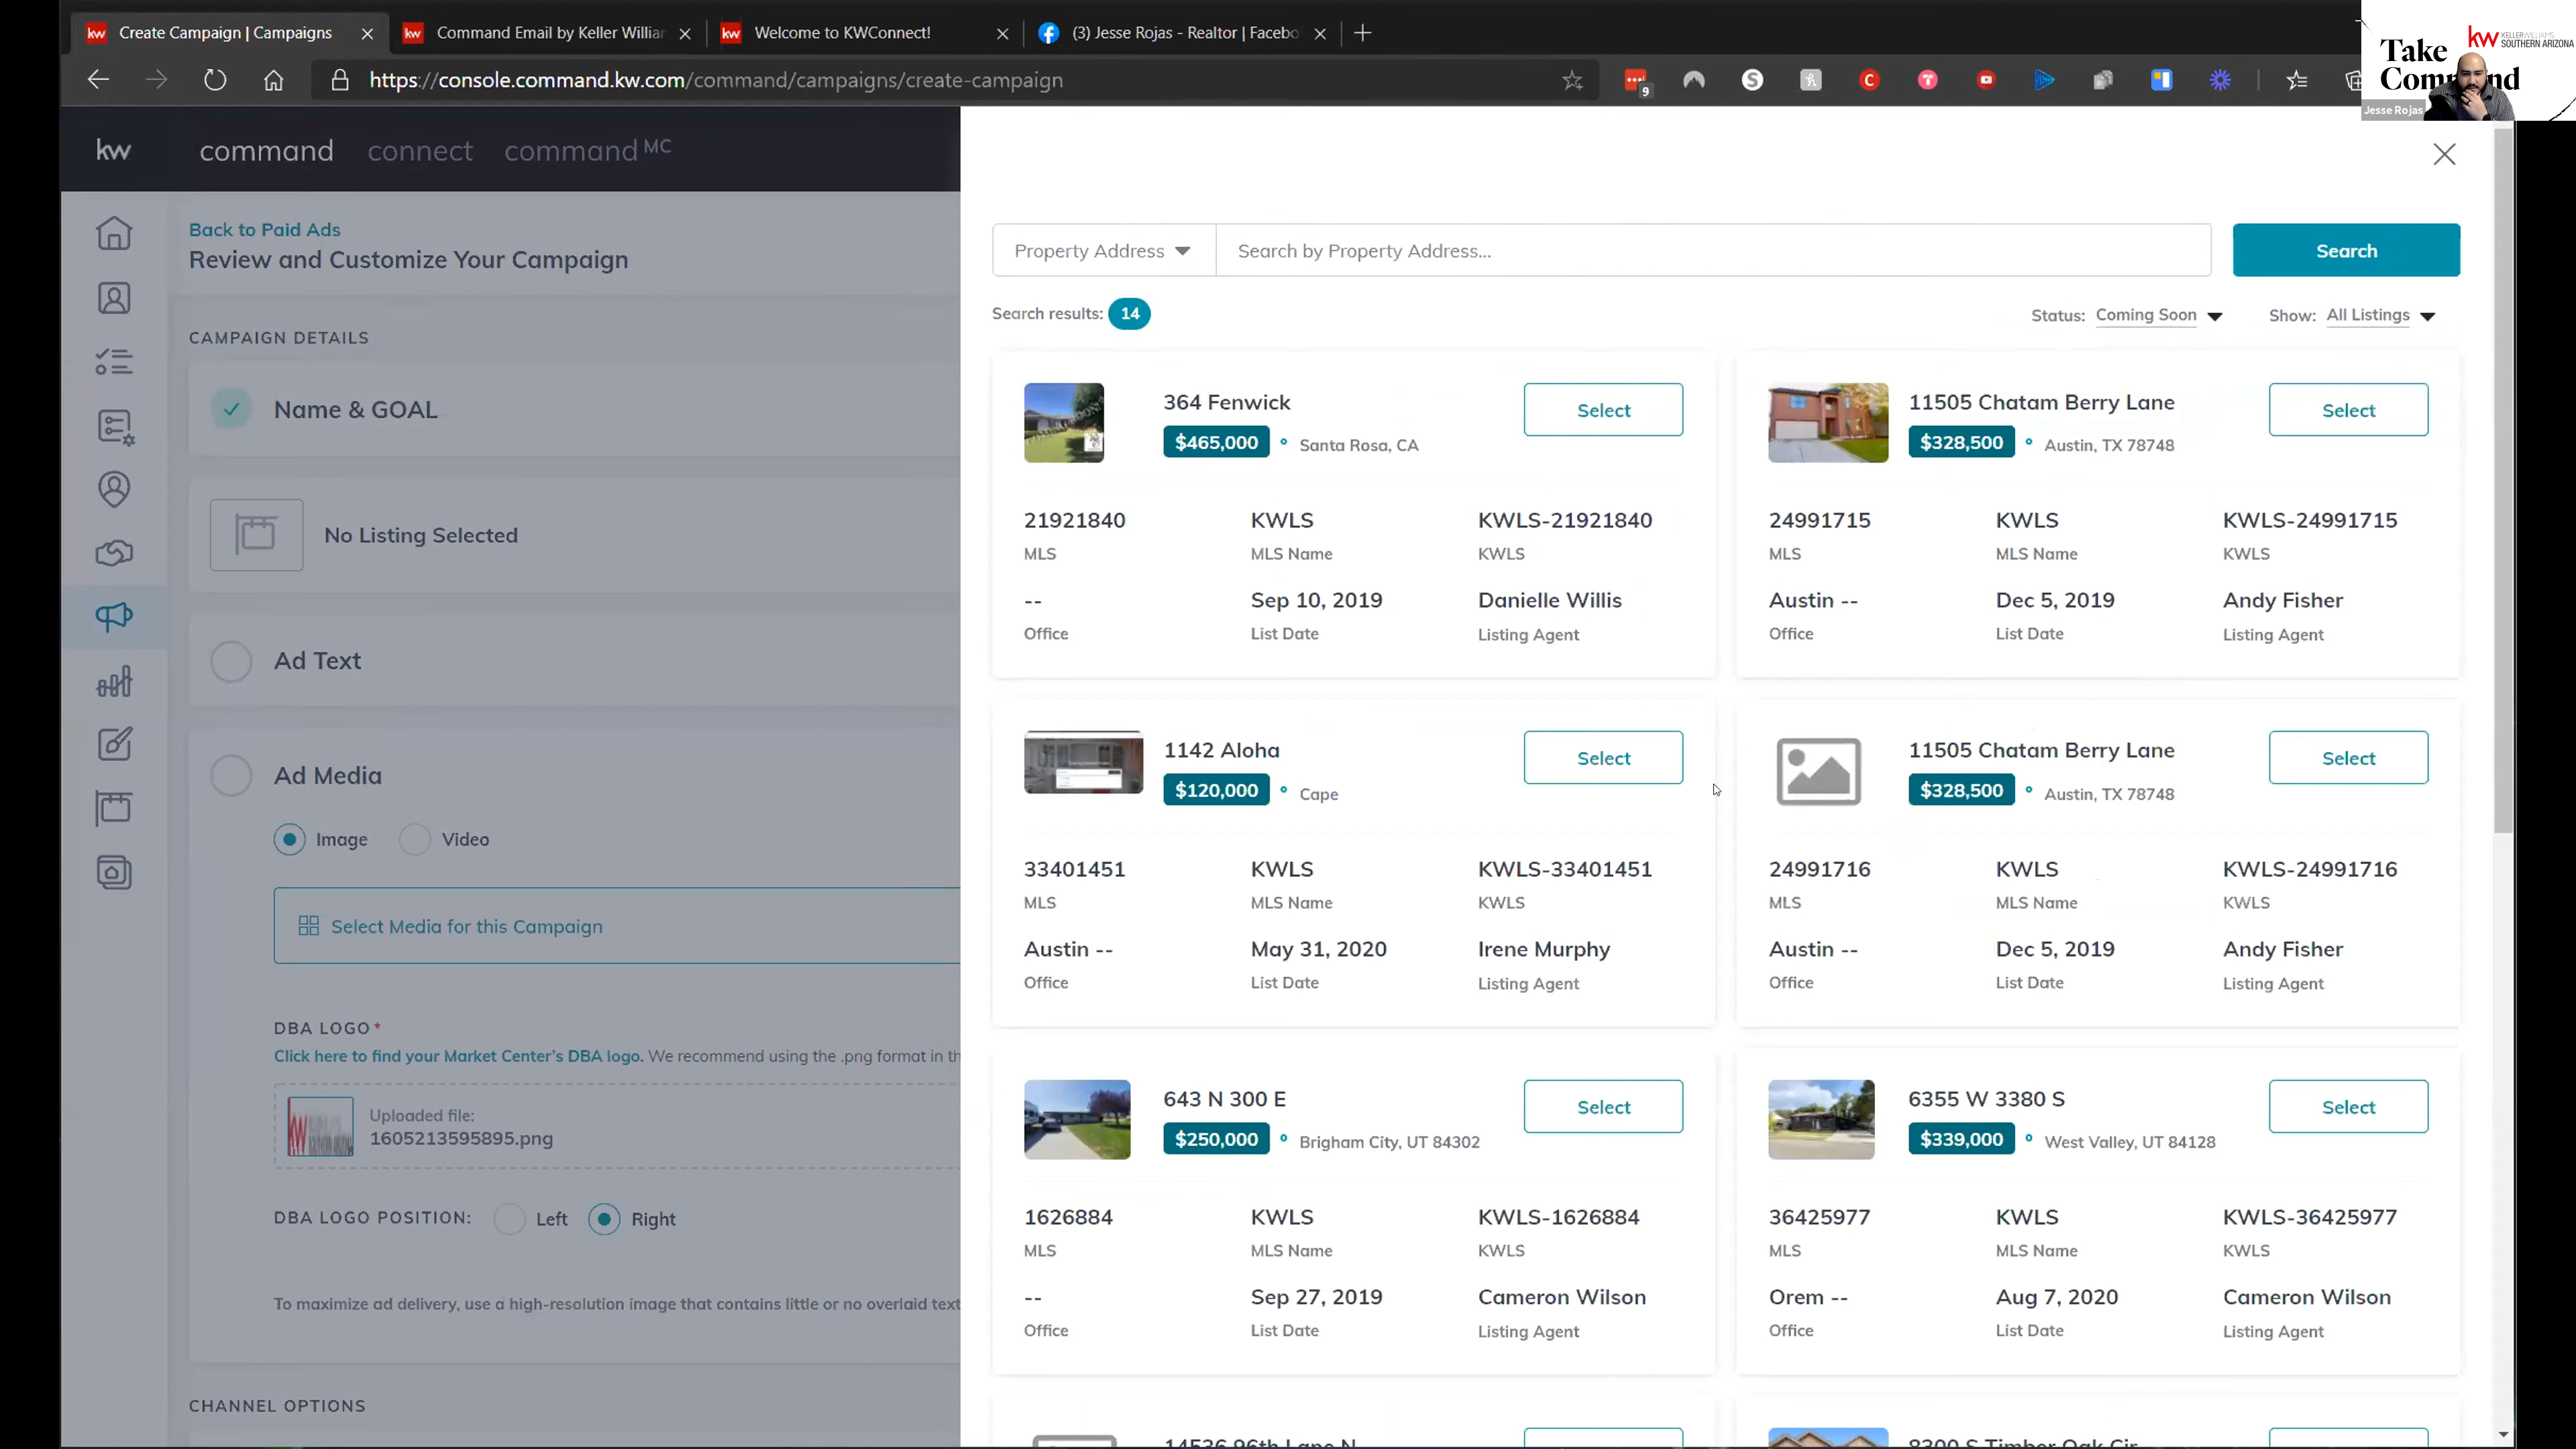 Create Campaign | Campaigns
Command Email by Keller Willia
Welcome to KWConnect!
(3) Jesse Rojas - Realtor | Facebo
https://console.command.kw.com/command/campaigns/create-campaign
9
Take Command
kw KELLERWILLIAMS SOUTHERN ARIZONA
Jesse Rojas
kw
command
connect
command MC
Back to Paid Ads
Review and Customize Your Campaign
CAMPAIGN DETAILS
Name & GOAL
No Listing Selected
Ad Text
Ad Media
Image
Video
Select Media for this Campaign
DBA LOGO*
Click here to find your Market Center's DBA logo. We recommend using the .png format in th
Uploaded file:
1605213595895.png
DBA LOGO POSITION:
Left
Right
To maximize ad delivery, use a high-resolution image that contains little or no overlaid text
CHANNEL OPTIONS
Property Address
Search by Property Address...
Search
Search results: 14
Status: Coming Soon
Show: All Listings
364 Fenwick
Select
$465,000
Santa Rosa, CA
21921840
KWLS
KWLS-21921840
MLS
MLS Name
KWLS
--
Sep 10, 2019
Danielle Willis
Office
List Date
Listing Agent
11505 Chatam Berry Lane
Select
$328,500
Austin, TX 78748
24991715
KWLS
KWLS-24991715
MLS
MLS Name
KWLS
Austin --
Dec 5, 2019
Andy Fisher
Office
List Date
Listing Agent
1142 Aloha
Select
$120,000
Cape
33401451
KWLS
KWLS-33401451
MLS
MLS Name
KWLS
Austin --
May 31, 2020
Irene Murphy
Office
List Date
Listing Agent
11505 Chatam Berry Lane
Select
$328,500
Austin, TX 78748
24991716
KWLS
KWLS-24991716
MLS
MLS Name
KWLS
Austin --
Dec 5, 2019
Andy Fisher
Office
List Date
Listing Agent
643 N 300 E
Select
$250,000
Brigham City, UT 84302
1626884
KWLS
KWLS-1626884
MLS
MLS Name
KWLS
--
Sep 27, 2019
Cameron Wilson
Office
List Date
Listing Agent
6355 W 3380 S
Select
$339,000
West Valley, UT 84128
36425977
KWLS
KWLS-36425977
MLS
MLS Name
KWLS
Orem --
Aug 7, 2020
Cameron Wilson
Office
List Date
Listing Agent
14536 96th Lane N
8300 S Timber Oak Cir